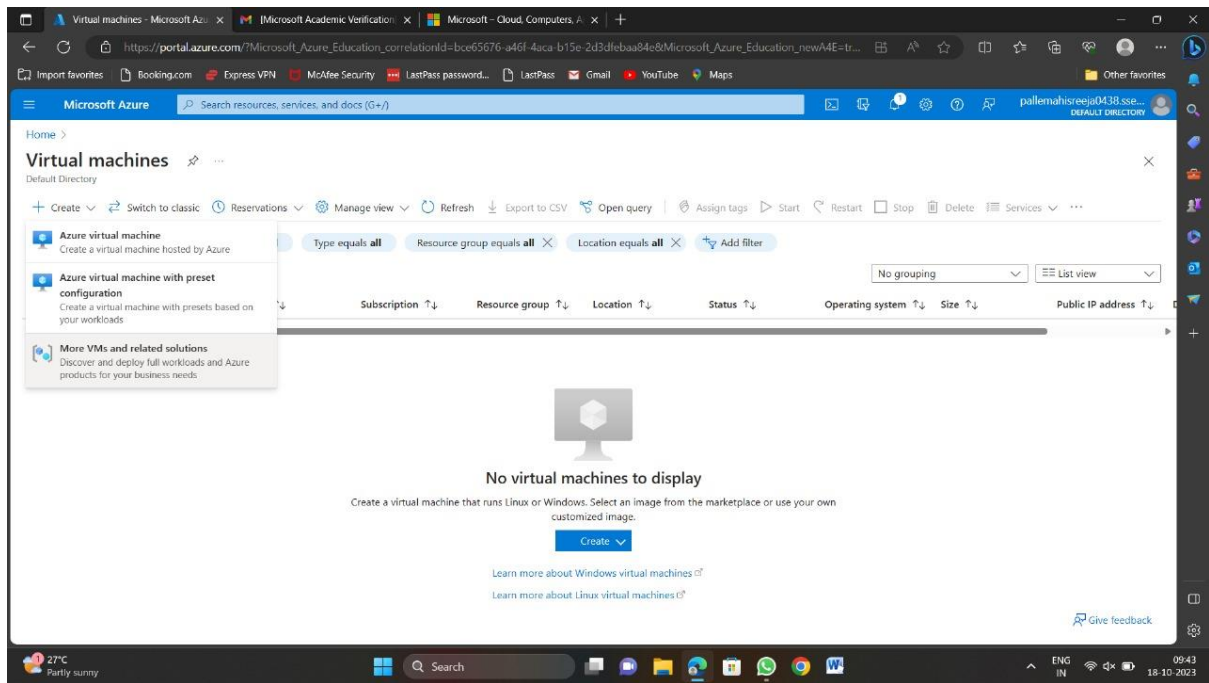 Virtual machines - Microsoft Azu
[Microsoft Academic Verification]
Microsoft – Cloud, Computers, A
https://portal.azure.com/?Microsoft_Azure_Education_correlationId=bce65676-a46f-4aca-b15e-2d3dfebaa84e&Microsoft_Azure_Education_newA4E=tr...
Import favorites
Booking.com
Express VPN
McAfee Security
LastPass password...
LastPass
Gmail
YouTube
Maps
Other favorites
Microsoft Azure
Search resources, services, and docs (G+/)
1
pallemahisreeja0438.sse...
DEFAULT DIRECTORY
Home >
Virtual machines
Default Directory
Create
Switch to classic
Reservations
Manage view
Refresh
Export to CSV
Open query
Assign tags
Start
Restart
Stop
Delete
Services
Azure virtual machine
Create a virtual machine hosted by Azure
Azure virtual machine with preset
configuration
Create a virtual machine with presets based on
your workloads
More VMs and related solutions
Discover and deploy full workloads and Azure
products for your business needs
Type equals all
Resource group equals all
Location equals all
Add filter
No grouping
List view
Subscription
Resource group
Location
Status
Operating system
Size
Public IP address
No virtual machines to display
Create a virtual machine that runs Linux or Windows. Select an image from the marketplace or use your own
customized image.
Create
Learn more about Windows virtual machines
Learn more about Linux virtual machines
Give feedback
1
27°C
Partly sunny
Search
ENG
IN
09:43
18-10-2023